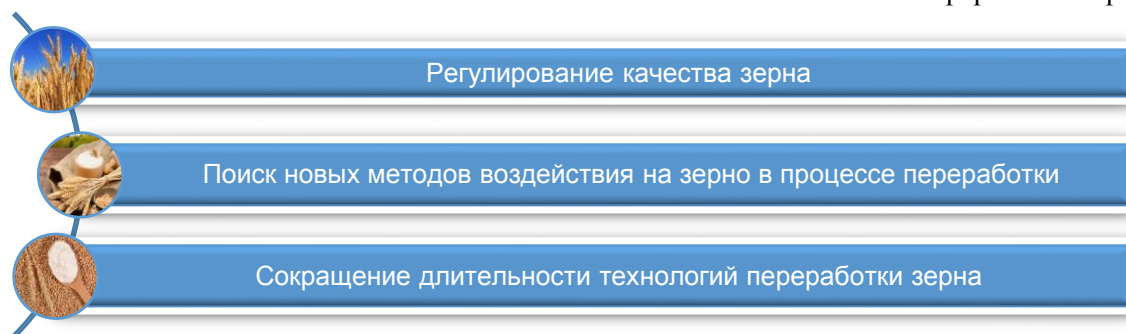 Регулирование качества зерна
Поиск новых методов воздействия на зерно в процессе переработки
Сокращение длительности технологий переработки зерна